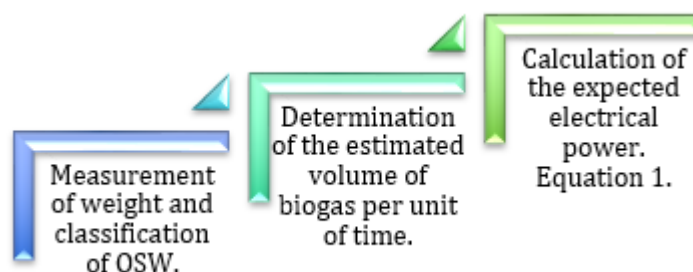 Measurement
of weight and
classification
of OSW.
Determination
of the estimated
volume of
biogas per unit
of time.
Calculation of
the expected
electrical
power.
Equation 1.